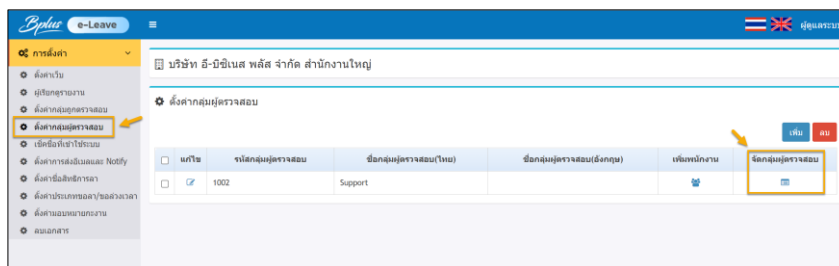 Bplus e-Leave
ผู้ดูแลระบบ
การตั้งค่า
ตั้งค่าเว็บ
ผู้เรียกดูรายงาน
ตั้งค่ากลุ่มถูกตรวจสอบ
ตั้งค่ากลุ่มผู้ตรวจสอบ
เช็คชื่อที่เข้าใช้ระบบ
ตั้งค่าการส่งอีเมลและ Notify
ตั้งค่าชื่อสิทธิการลา
ตั้งค่าประเภทขอลา/ขอล่วงเวลา
ตั้งค่ามอบหมายกะงาน
ลบเอกสาร
บริษัท อี-บิซิเนส พลัส จำกัด สำนักงานใหญ่
ตั้งค่ากลุ่มผู้ตรวจสอบ
เพิ่ม ลบ
แก้ไข รหัสกลุ่มผู้ตรวจสอบ ชื่อกลุ่มผู้ตรวจสอบ(ไทย) ชื่อกลุ่มผู้ตรวจสอบ(อังกฤษ) เพิ่มพนักงาน จัดกลุ่มผู้ตรวจสอบ
1002 Support